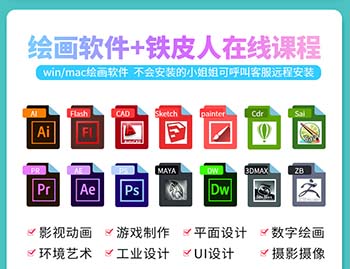 绘画软件+铁皮人在线课程
win/mac绘画软件 不会安装的小姐姐可呼叫客服远程安装
AI Flash CAD Sketch painter Cdr Sai
Ai Fl
PR AE PS MAYA DW 3DMAX ZB
Pr Ae Ps Dw
影视动画 游戏制作 平面设计 数字绘画
环境艺术 工业设计 UI设计 摄影摄像